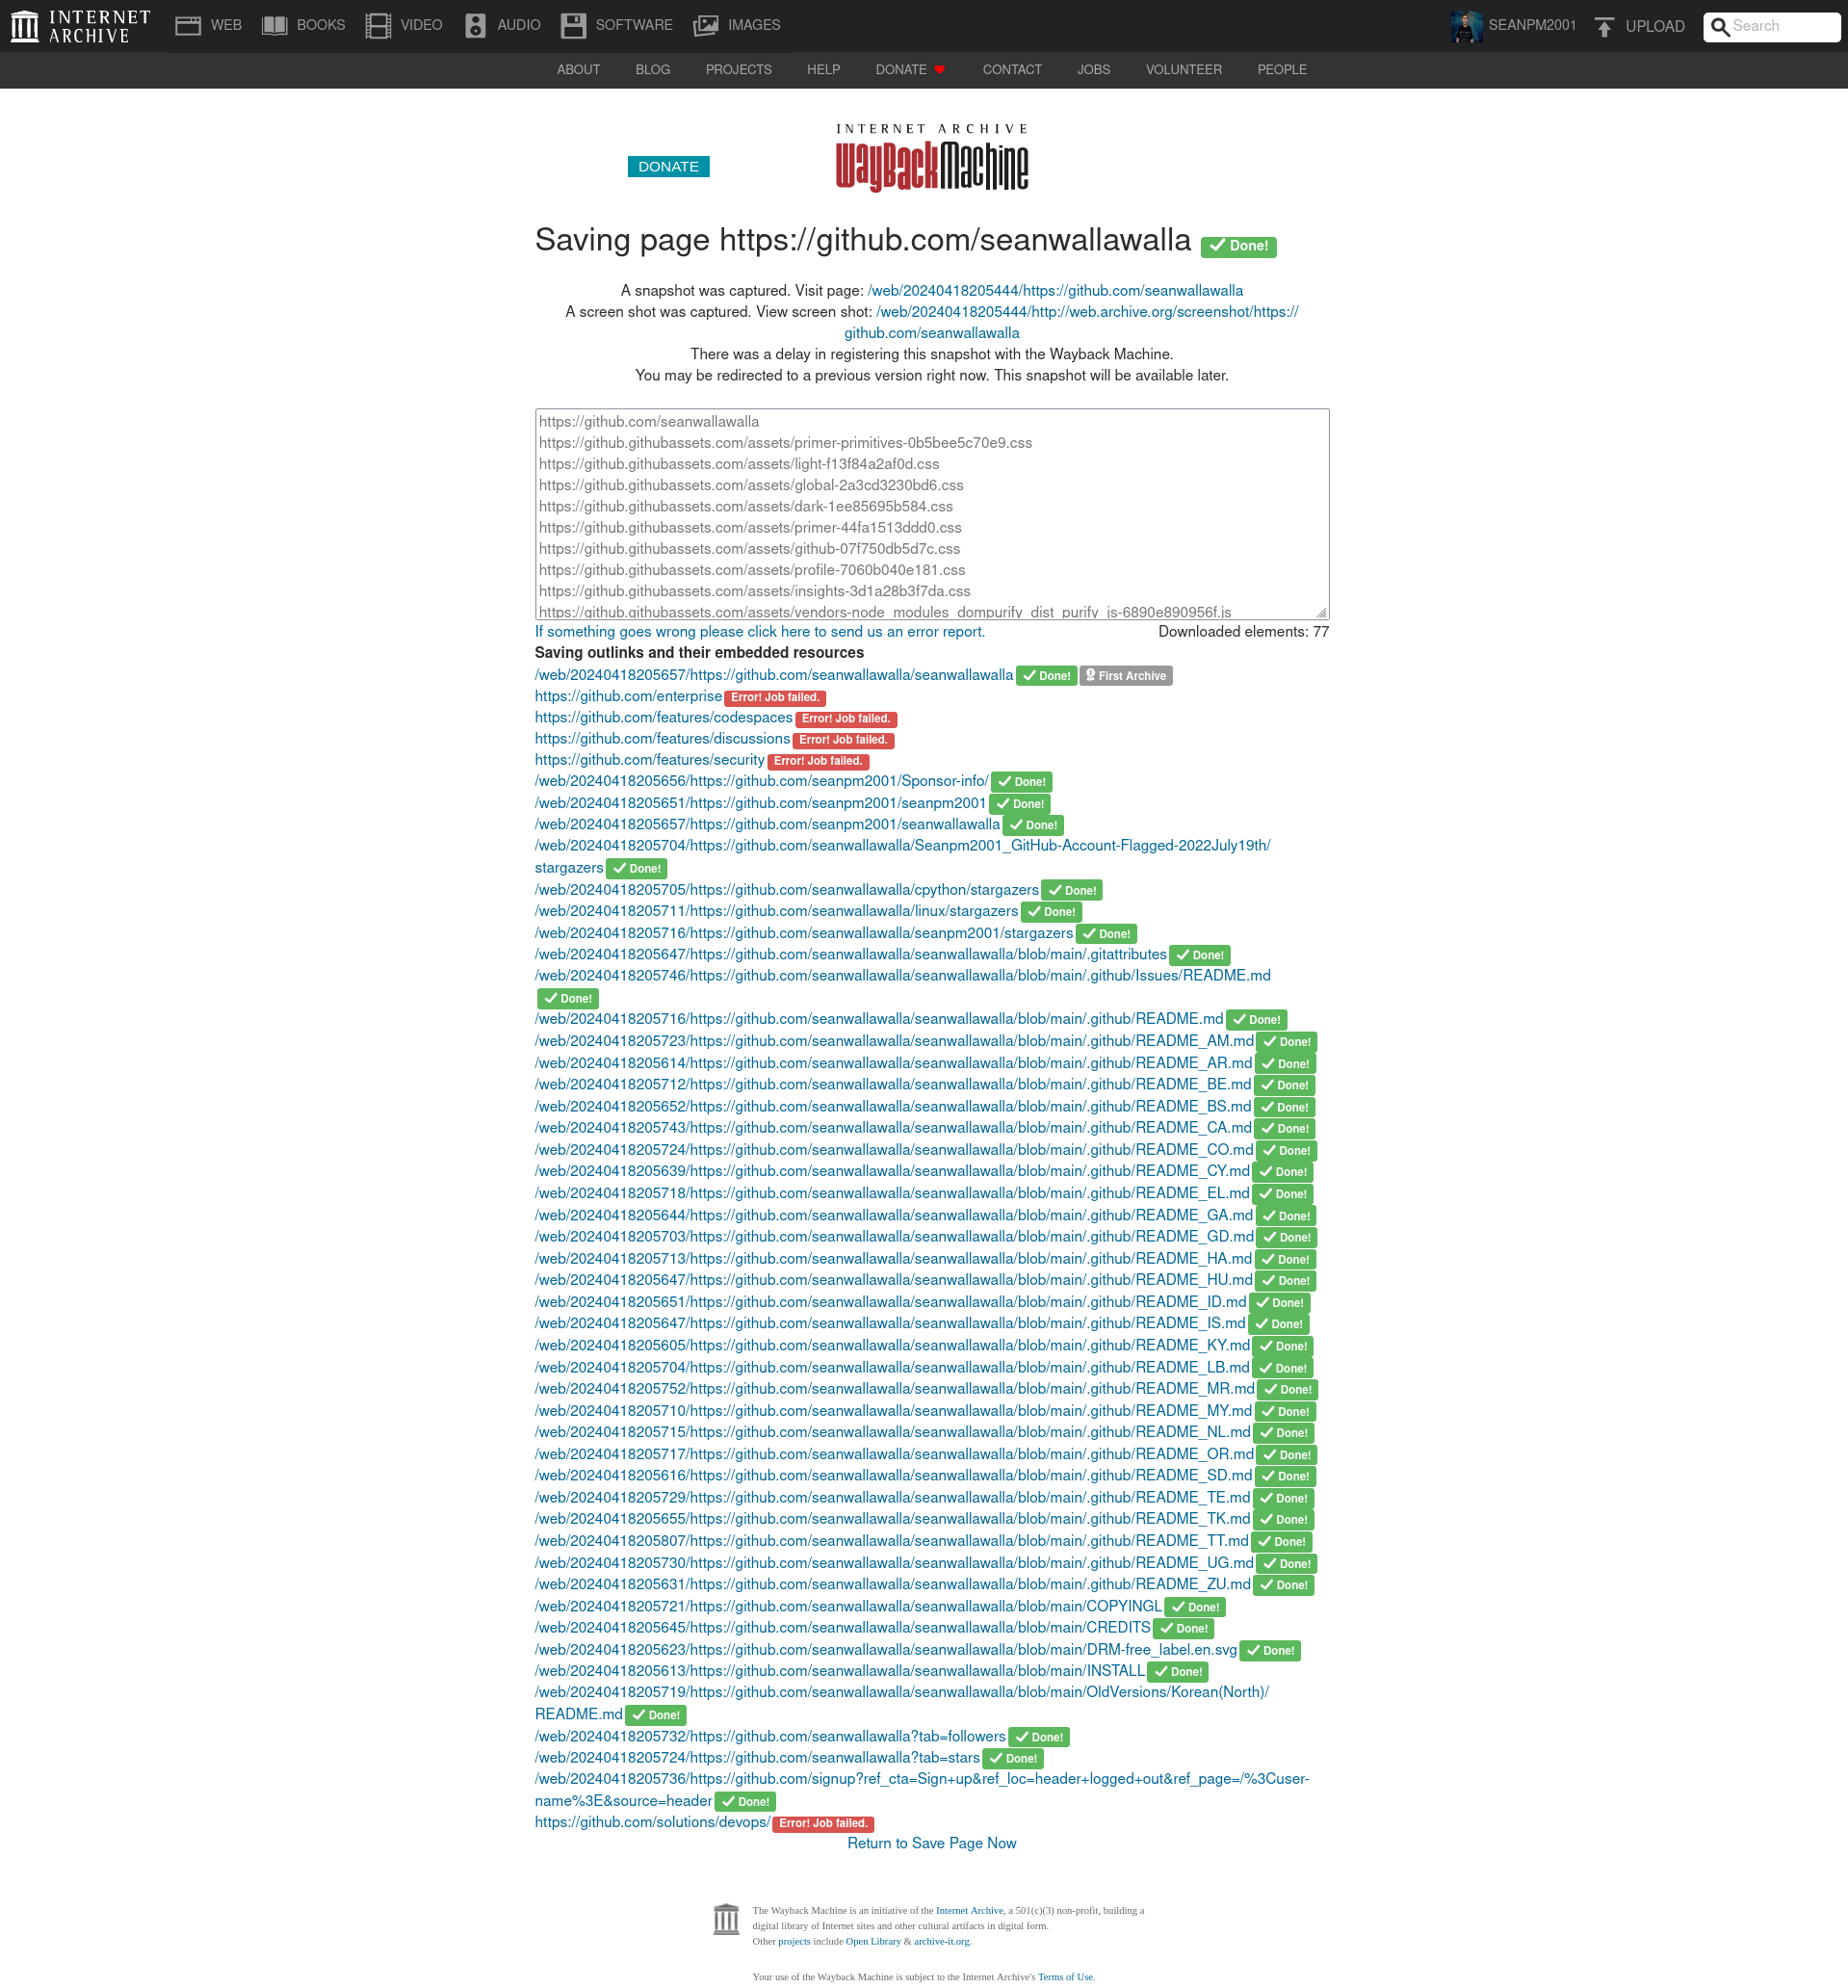 INTERNET ARCHIVE
WEB BOOKS VIDEO AUDIO SOFTWARE IMAGES SEANPM2001 UPLOAD Search
ABOUT BLOG PROJECTS HELP DONATE CONTACT JOBS VOLUNTEER PEOPLE
INTERNET ARCHIVE
DONATE WayBackMachine
Saving page https://github.com/seanwallawalla Done!
A snapshot was captured. Visit page: /web/20240418205444/https://github.com/seanwallawalla
A screen shot was captured. View screen shot: /web/20240418205444/http://web.archive.org/screenshot/https://
github.com/seanwallawalla
There was a delay in registering this snapshot with the Wayback Machine.
You may be redirected to a previous version right now. This snapshot will be available later.
https://github.com/seanwallawalla
https://github.githubassets.com/assets/primer-primitives-0b5bee5c70e9.css
https://github.githubassets.com/assets/light-f13f84a2af0d.css
https://github.githubassets.com/assets/global-2a3cd3230bd6.css
https://github.githubassets.com/assets/dark-1ee85695b584.css
https://github.githubassets.com/assets/primer-44fa1513ddd0.css
https://github.githubassets.com/assets/github-07f750db5d7c.css
https://github.githubassets.com/assets/profile-7060b040e181.css
https://github.githubassets.com/assets/insights-3d1a28b3f7da.css
https://github.githubassets.com/assets/vendors-node_modules_dompurify_dist_purify_js-6890e890956f.js
If something goes wrong please click here to send us an error report. Downloaded elements: 77
Saving outlinks and their embedded resources
/web/20240418205657/https://github.com/seanwallawalla/seanwallawalla Done! First Archive
https://github.com/enterprise Error! Job failed.
https://github.com/features/codespaces Error! Job failed.
https://github.com/features/discussions Error! Job failed.
https://github.com/features/security Error! Job failed.
/web/20240418205656/https://github.com/seanpm2001/Sponsor-info/ Done!
/web/20240418205651/https://github.com/seanpm2001/seanpm2001 Done!
/web/20240418205657/https://github.com/seanpm2001/seanwallawalla Done!
/web/20240418205704/https://github.com/seanwallawalla/Seanpm2001_GitHub-Account-Flagged-2022July19th/
stargazers Done!
/web/20240418205705/https://github.com/seanwallawalla/cpython/stargazers Done!
/web/20240418205711/https://github.com/seanwallawalla/linux/stargazers Done!
/web/20240418205716/https://github.com/seanwallawalla/seanpm2001/stargazers Done!
/web/20240418205647/https://github.com/seanwallawalla/seanwallawalla/blob/main/.gitattributes Done!
/web/20240418205746/https://github.com/seanwallawalla/seanwallawalla/blob/main/.github/Issues/README.md
Done!
/web/20240418205716/https://github.com/seanwallawalla/seanwallawalla/blob/main/.github/README.md Done!
/web/20240418205723/https://github.com/seanwallawalla/seanwallawalla/blob/main/.github/README_AM.md Done!
/web/20240418205614/https://github.com/seanwallawalla/seanwallawalla/blob/main/.github/README_AR.md Done!
/web/20240418205712/https://github.com/seanwallawalla/seanwallawalla/blob/main/.github/README_BE.md Done!
/web/20240418205652/https://github.com/seanwallawalla/seanwallawalla/blob/main/.github/README_BS.md Done!
/web/20240418205743/https://github.com/seanwallawalla/seanwallawalla/blob/main/.github/README_CA.md Done!
/web/20240418205724/https://github.com/seanwallawalla/seanwallawalla/blob/main/.github/README_CO.md Done!
/web/20240418205639/https://github.com/seanwallawalla/seanwallawalla/blob/main/.github/README_CY.md Done!
/web/20240418205718/https://github.com/seanwallawalla/seanwallawalla/blob/main/.github/README_EL.md Done!
/web/20240418205644/https://github.com/seanwallawalla/seanwallawalla/blob/main/.github/README_GA.md Done!
/web/20240418205703/https://github.com/seanwallawalla/seanwallawalla/blob/main/.github/README_GD.md Done!
/web/20240418205713/https://github.com/seanwallawalla/seanwallawalla/blob/main/.github/README_HA.md Done!
/web/20240418205647/https://github.com/seanwallawalla/seanwallawalla/blob/main/.github/README_HU.md Done!
/web/20240418205651/https://github.com/seanwallawalla/seanwallawalla/blob/main/.github/README_ID.md Done!
/web/20240418205647/https://github.com/seanwallawalla/seanwallawalla/blob/main/.github/README_IS.md Done!
/web/20240418205605/https://github.com/seanwallawalla/seanwallawalla/blob/main/.github/README_KY.md Done!
/web/20240418205704/https://github.com/seanwallawalla/seanwallawalla/blob/main/.github/README_LB.md Done!
/web/20240418205752/https://github.com/seanwallawalla/seanwallawalla/blob/main/.github/README_MR.md Done!
/web/20240418205710/https://github.com/seanwallawalla/seanwallawalla/blob/main/.github/README_MY.md Done!
/web/20240418205715/https://github.com/seanwallawalla/seanwallawalla/blob/main/.github/README_NL.md Done!
/web/20240418205717/https://github.com/seanwallawalla/seanwallawalla/blob/main/.github/README_OR.md Done!
/web/20240418205616/https://github.com/seanwallawalla/seanwallawalla/blob/main/.github/README_SD.md Done!
/web/20240418205729/https://github.com/seanwallawalla/seanwallawalla/blob/main/.github/README_TE.md Done!
/web/20240418205655/https://github.com/seanwallawalla/seanwallawalla/blob/main/.github/README_TK.md Done!
/web/20240418205807/https://github.com/seanwallawalla/seanwallawalla/blob/main/.github/README_TT.md Done!
/web/20240418205730/https://github.com/seanwallawalla/seanwallawalla/blob/main/.github/README_UG.md Done!
/web/20240418205631/https://github.com/seanwallawalla/seanwallawalla/blob/main/.github/README_ZU.md Done!
/web/20240418205721/https://github.com/seanwallawalla/seanwallawalla/blob/main/COPYINGL Done!
/web/20240418205645/https://github.com/seanwallawalla/seanwallawalla/blob/main/CREDITS Done!
/web/20240418205623/https://github.com/seanwallawalla/seanwallawalla/blob/main/DRM-free_label.en.svg Done!
/web/20240418205613/https://github.com/seanwallawalla/seanwallawalla/blob/main/INSTALL Done!
/web/20240418205719/https://github.com/seanwallawalla/seanwallawalla/blob/main/OldVersions/Korean(North)/
README.md Done!
/web/20240418205732/https://github.com/seanwallawalla?tab=followers Done!
/web/20240418205724/https://github.com/seanwallawalla?tab=stars Done!
/web/20240418205736/https://github.com/signup?ref_cta=Sign+up&ref_loc=header+logged+out&ref_page=/%3Cuser-
name%3E&source=header Done!
https://github.com/solutions/devops/ Error! Job failed.
Return to Save Page Now
The Wayback Machine is an initiative of the Internet Archive, a 501(c)(3) non-profit, building a
digital library of Internet sites and other cultural artifacts in digital form.
Other projects include Open Library & archive-it.org.
Your use of the Wayback Machine is subject to the Internet Archive's Terms of Use.